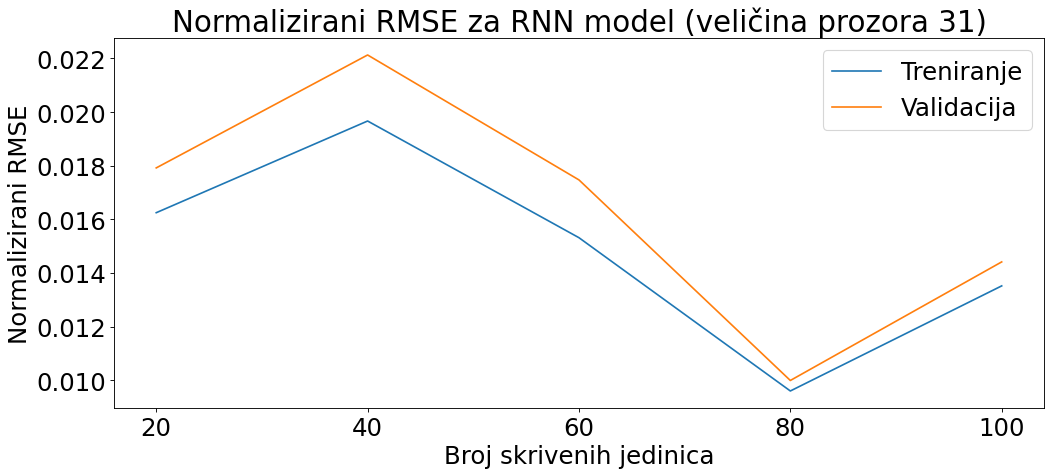 Normalizirani RMSE za RNN model (veličina prozora 31)
Treniranje
Validacija
Normalizirani RMSE
0.022
0.020
0.018
0.016
0.014
0.012
0.010
20 40 60 80 100
Broj skrivenih jedinica